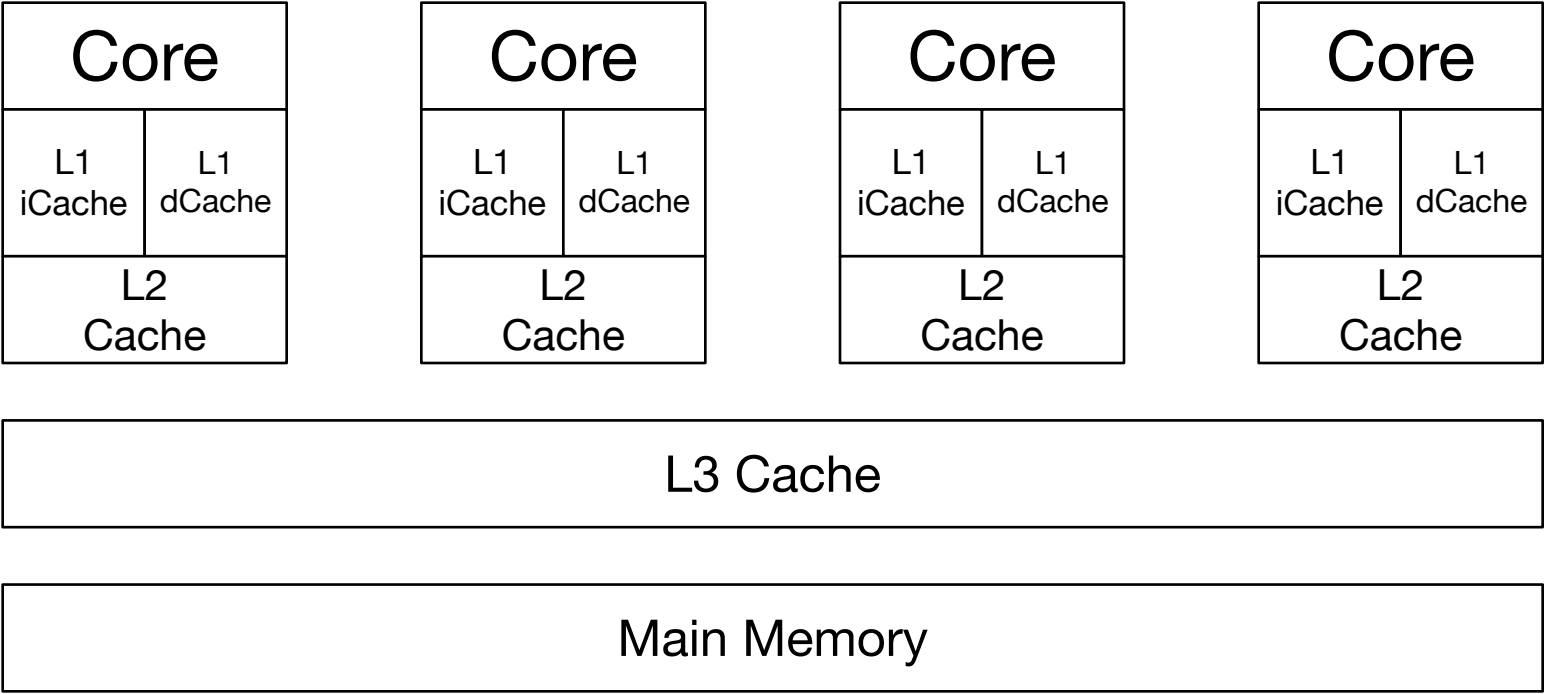 Core
L1
iCache
L1
dCache
L2
Cache
Core
L1
iCache
L1
dCache
L2
Cache
Core
L1
iCache
L1
dCache
L2
Cache
Core
L1
iCache
L1
dCache
L2
Cache
L3 Cache
Main Memory